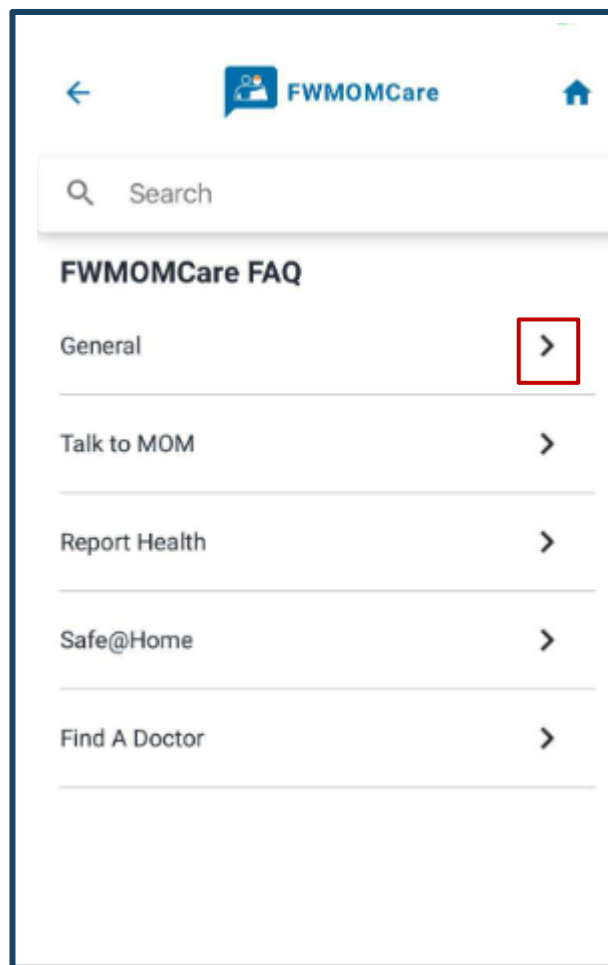 FWMOMCare
Search
FWMOMCare FAQ
General
Talk to MOM
Report Health
Safe@Home
Find A Doctor